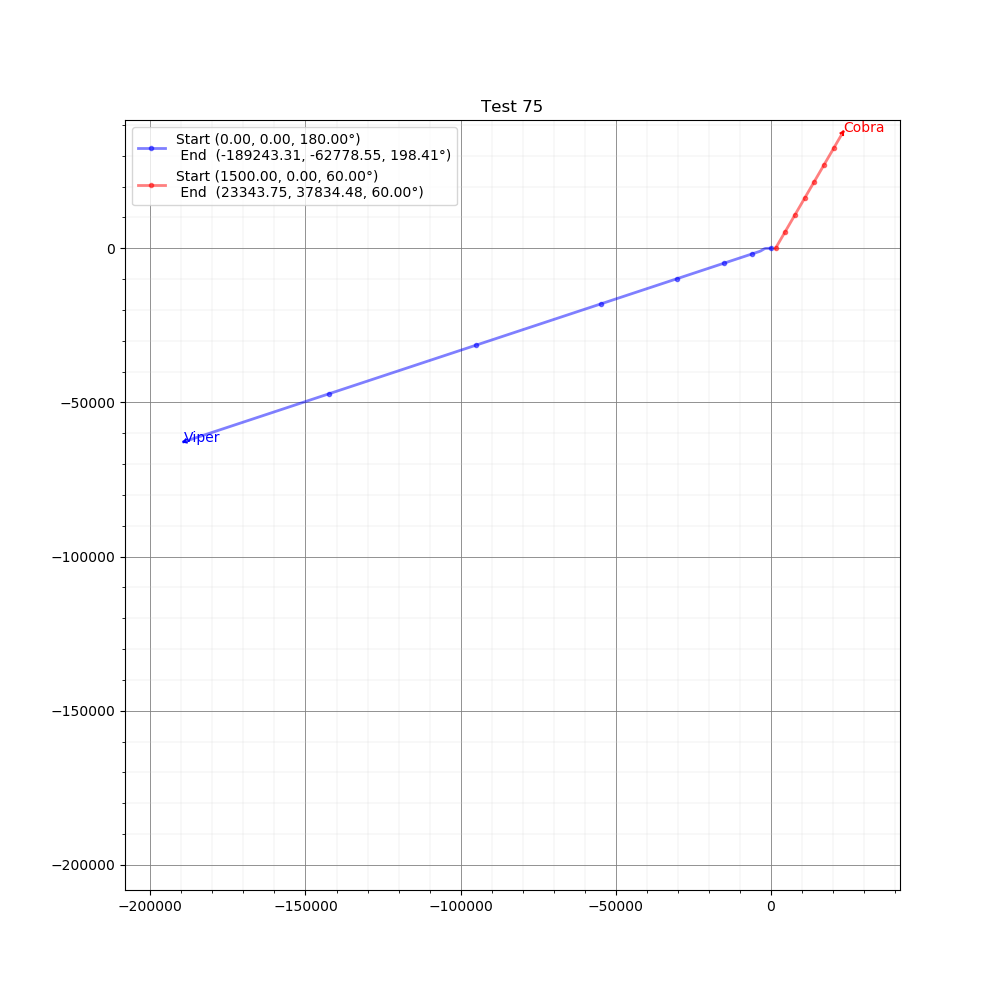 Test 75
Start (0.00, 0.00, 180.00°)
End (-189243.31, -62778.55, 198.41°)
Start (1500.00, 0.00, 60.00°)
End (23343.75, 37834.48, 60.00°)
Cobra
Viper
0
−50000
−100000
−150000
−200000
−200000 −150000 −100000 −50000 0